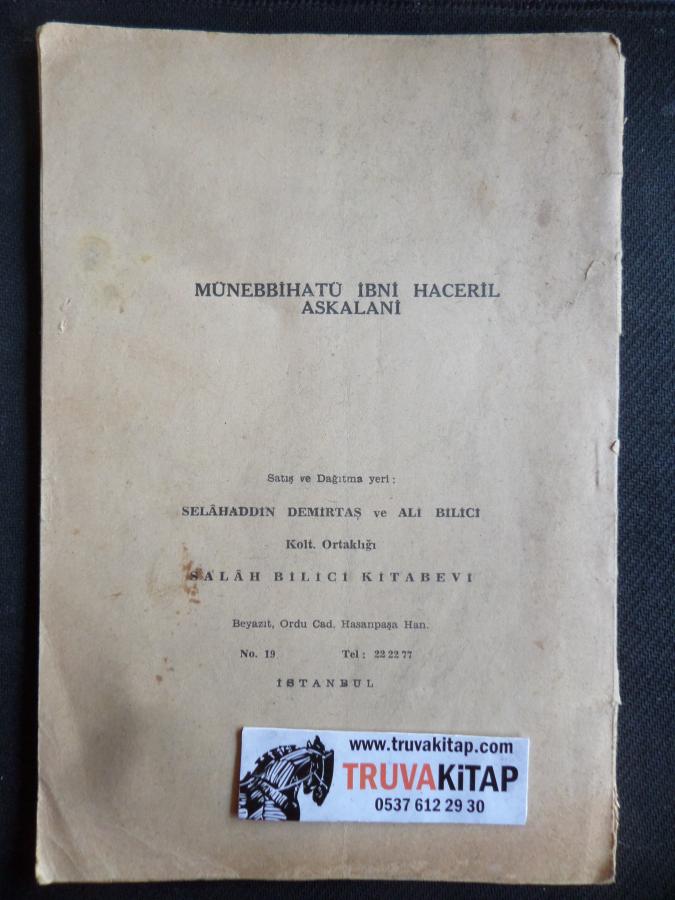 MÜNEBBİHATÜ İBNİ HACERİL
ASKALANİ
Satış ve Dağıtma yeri :
SELÂHADDİN DEMİRTAŞ ve ALİ BİLİCİ
Kolt. Ortaklığı
SALÂH BİLİCİ KİTABEVİ
Beyazıt, Ordu Cad. Hasanpaşa Han.
No. 19 Tel : 22 22 77
İSTANBUL
www.truvakitap.com
TRUVAKİTAP
0537 612 29 30